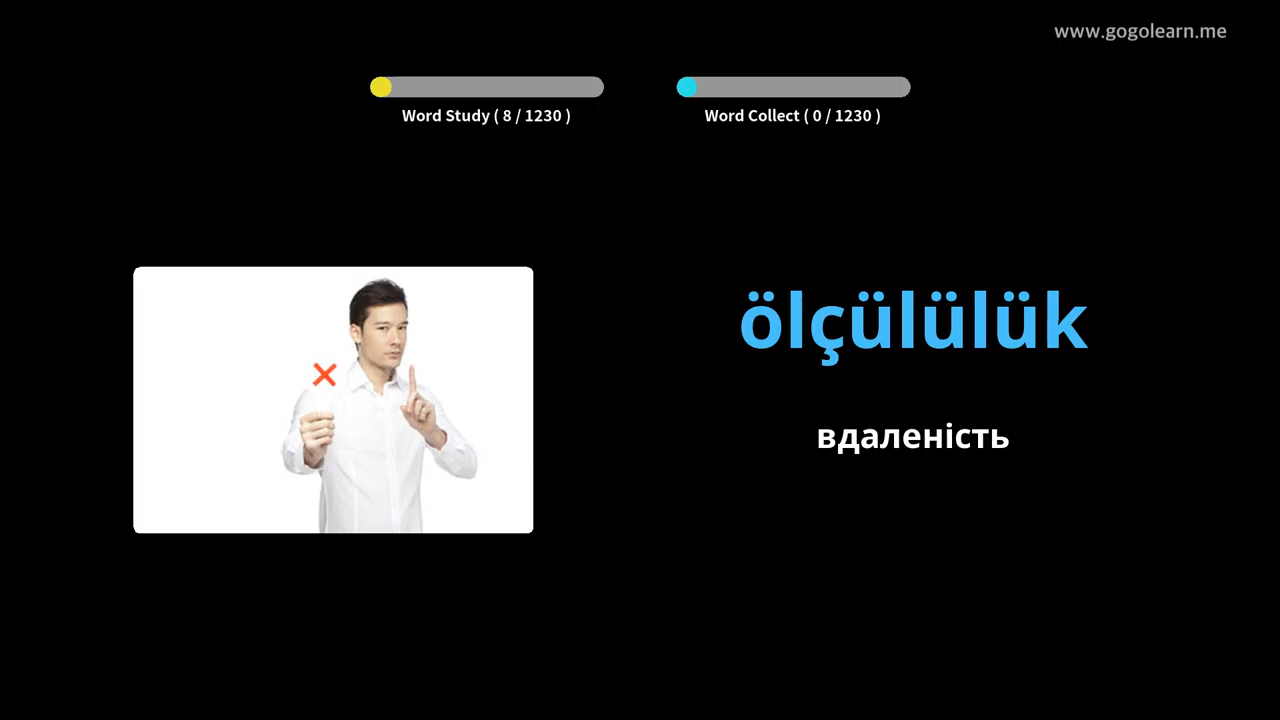 www.gogolearn.me
Word Study ( 8 / 1230 )
Word Collect ( 0 / 1230 )
ölçülülük
вдаленість